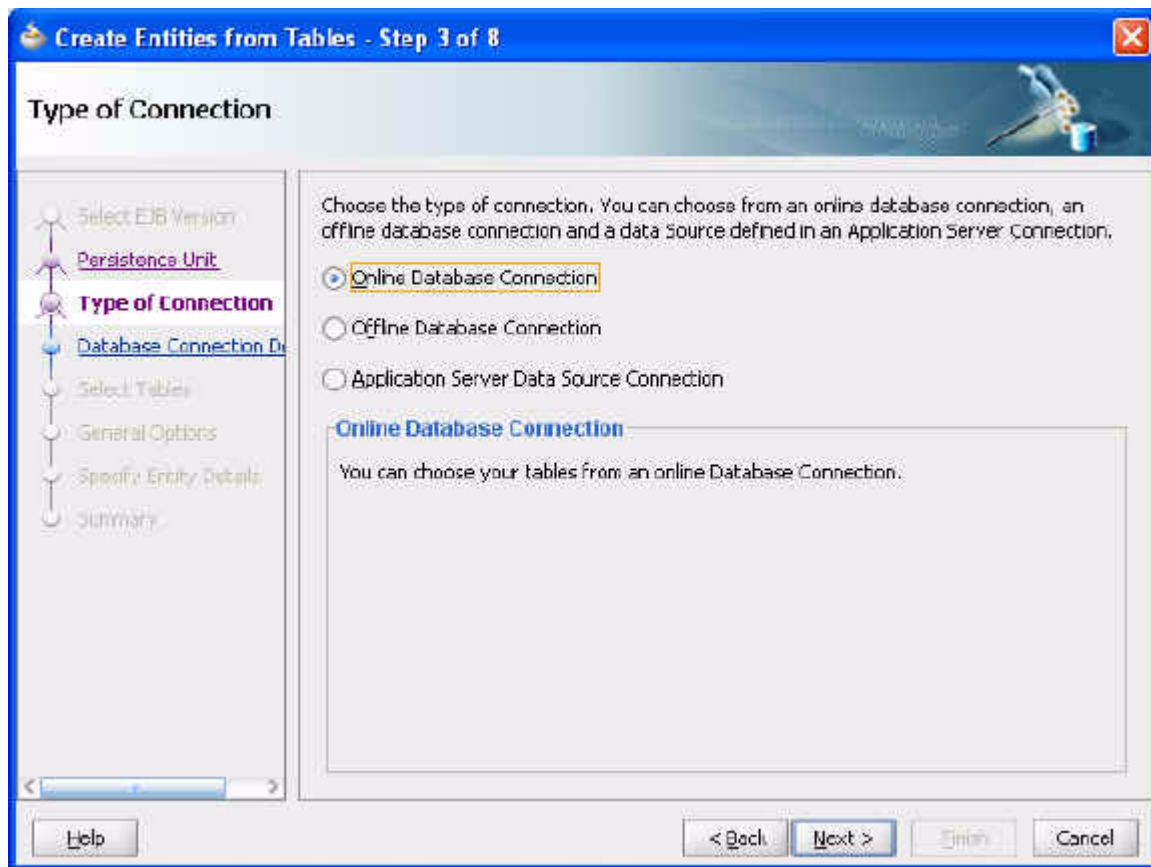 Create Entities from Tables - Step 3 of 8
Type of Connection
Select EJB Version
Persistence Unit
Type of Connection
Database Connection De
Select Tables
General Options
Specify Entity Details
Summary
Choose the type of connection. You can choose from an online database connection, an
offline database connection and a data Source defined in an Application Server Connection.
Online Database Connection
Offline Database Connection
Application Server Data Source Connection
Online Database Connection
You can choose your tables from an online Database Connection.
Help
< Back
Next >
Finish
Cancel